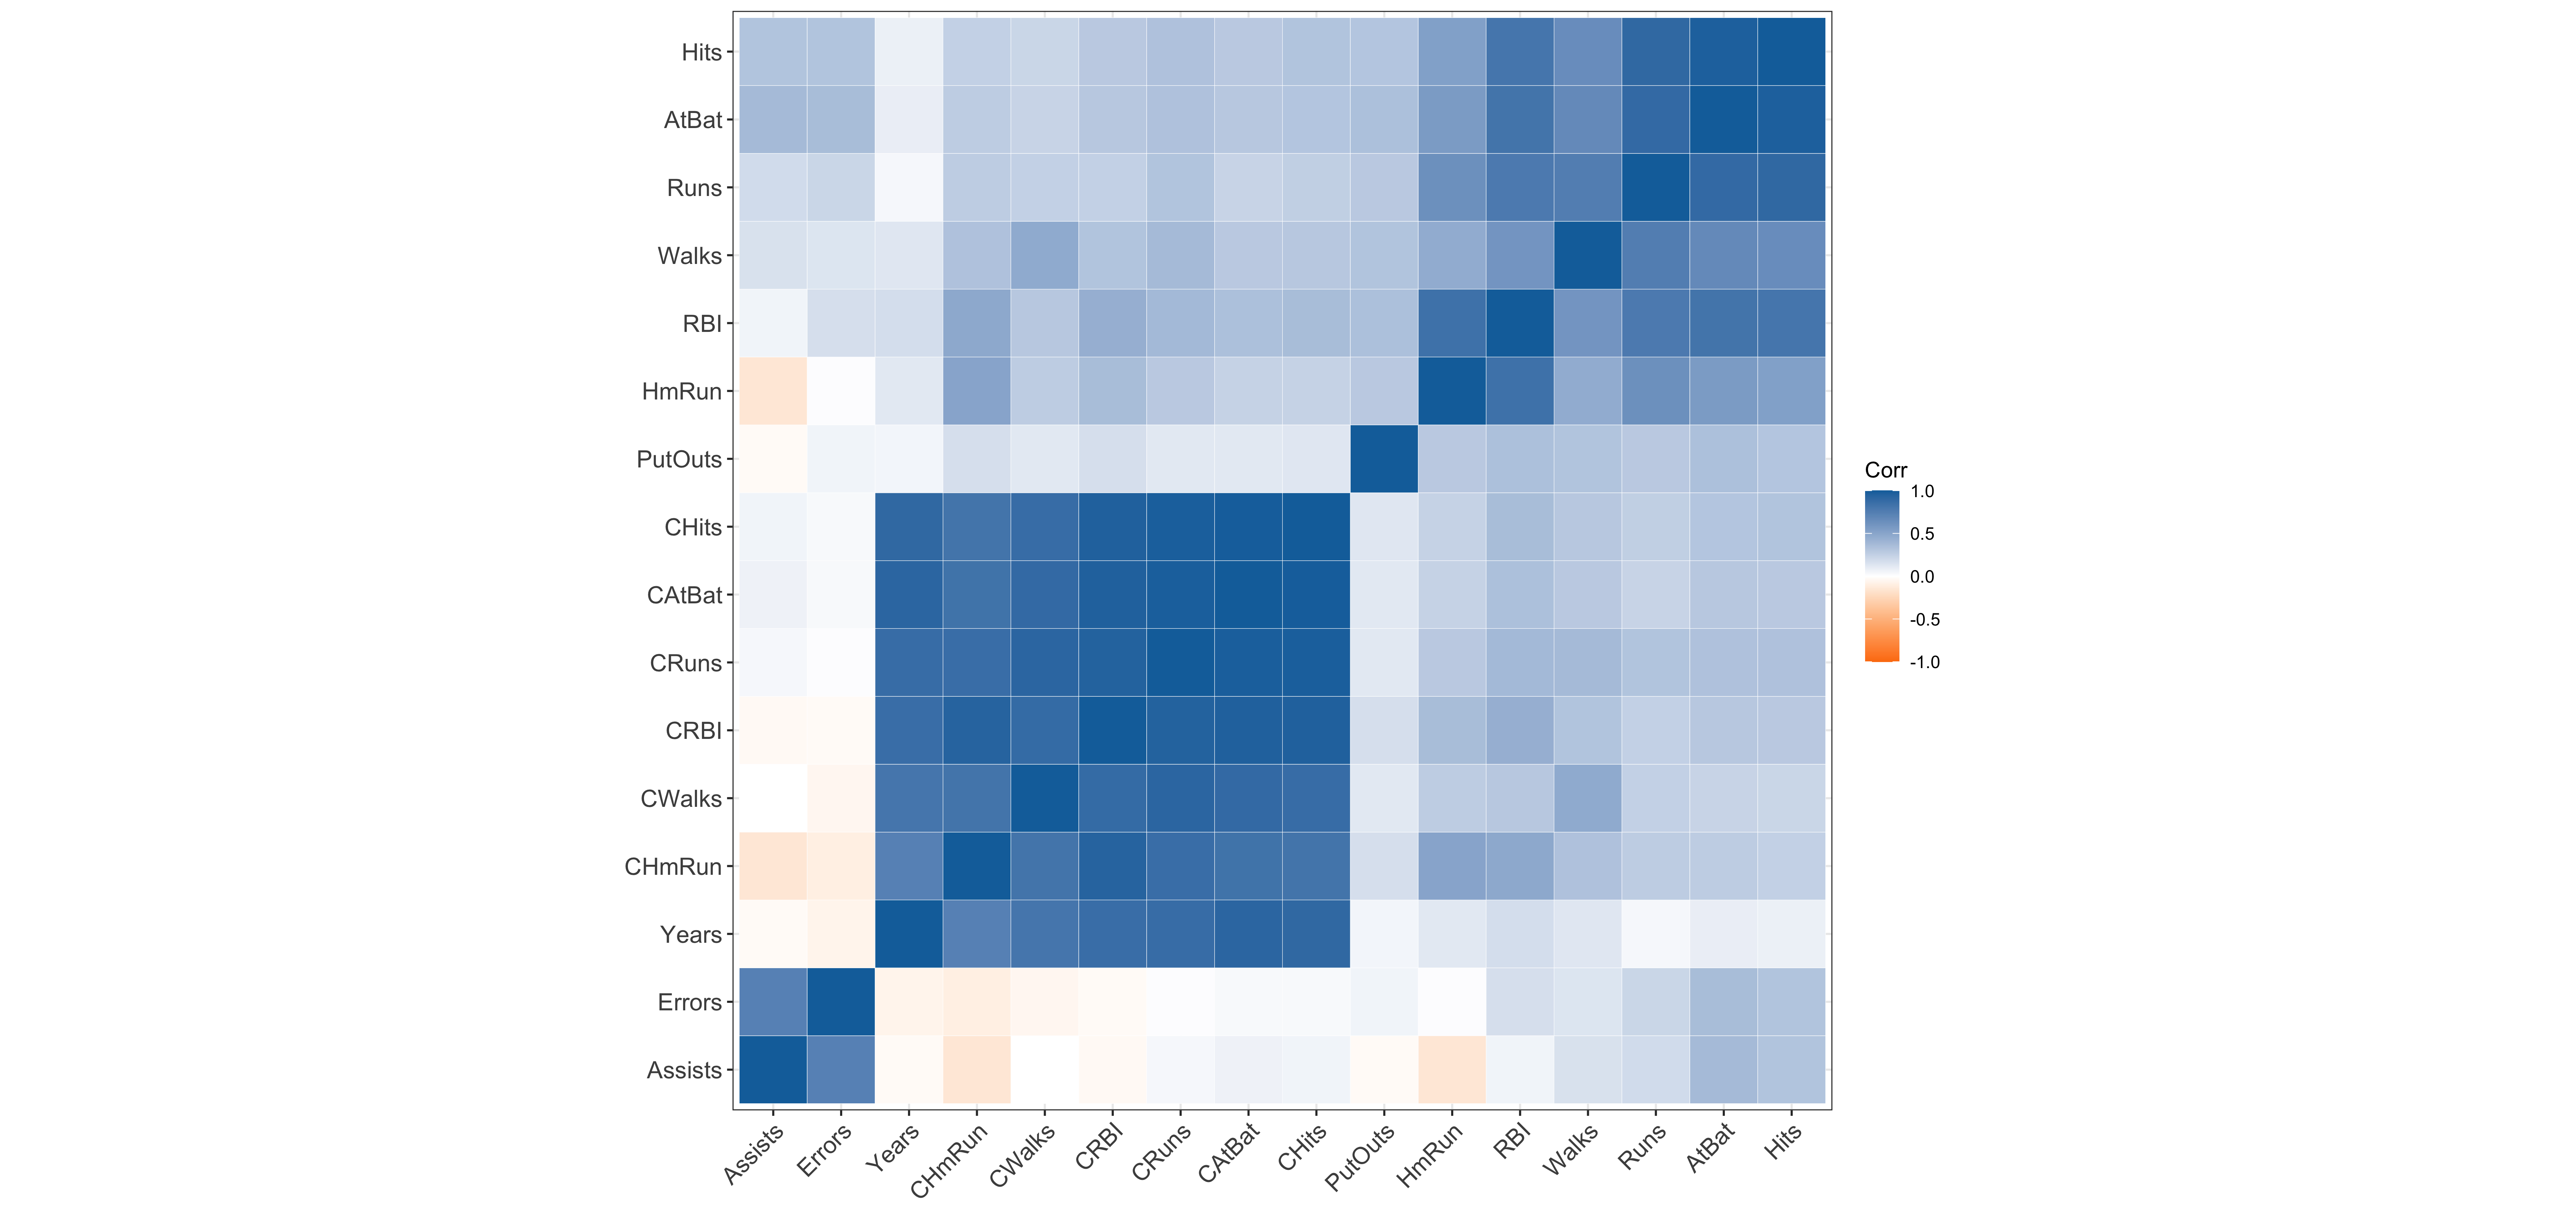 Hits
AtBat
Runs
Walks
RBI
HmRun
PutOuts
CHits
CAtBat
CRuns
CRBI
CWalks
CHmRun
Years
Errors
Assists
Assists
Errors
Years
CHmRun
CWalks
CRBI
CRuns
CAtBat
CHits
PutOuts
HmRun
RBI
Walks
Runs
AtBat
Hits
Corr
1.0
0.5
0.0
-0.5
-1.0